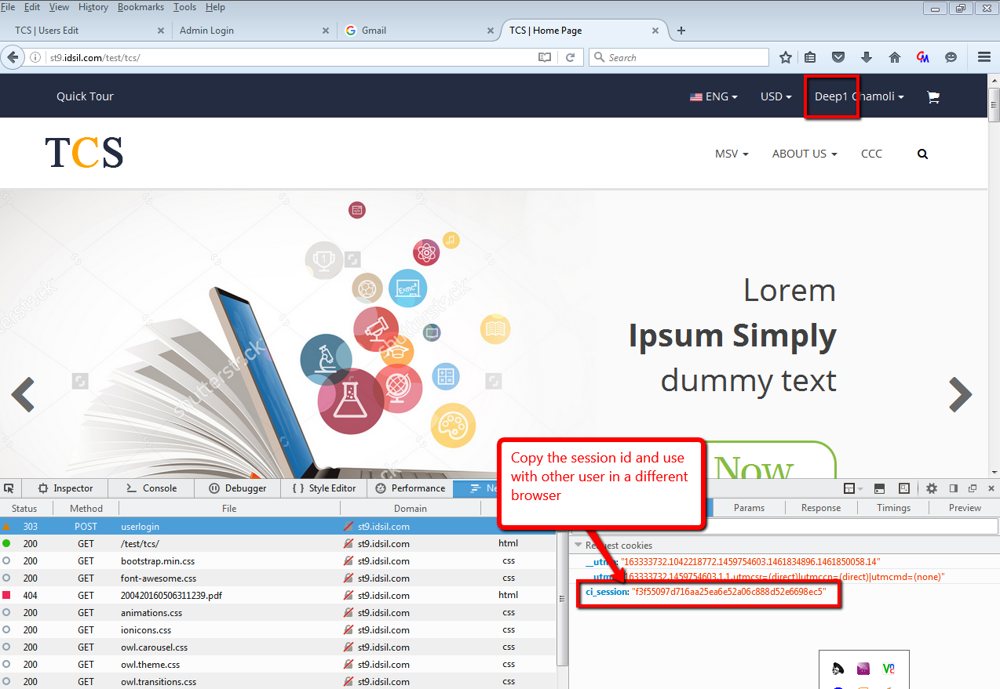 File Edit View History Bookmarks Tools Help
TCS | Users Edit
Admin Login
Gmail
TCS | Home Page
st9.idsil.com/test/tcs/
Search
Quick Tour
ENG
USD
Deep1 Chamoli
TCS
MSV
ABOUT US
CCC
Lorem
Ipsum Simply
dummy text
Now
shutterstock
E=mc²
1
Copy the session id and use
with other user in a different
browser
Inspector Console Debugger Style Editor Performance Ne
Status Method File Domain
Params Response Timings Preview
303 POST userlogin st9.idsil.com
200 GET /test/tcs/ st9.idsil.com html
200 GET bootstrap.min.css st9.idsil.com css
200 GET font-awesome.css st9.idsil.com css
404 GET 200420160506311239.pdf st9.idsil.com html
200 GET animations.css st9.idsil.com css
200 GET ionicons.css st9.idsil.com css
200 GET owl.carousel.css st9.idsil.com css
200 GET owl.theme.css st9.idsil.com css
200 GET owl.transitions.css st9.idsil.com css
Request cookies
"163333732.1042218772.1459754603.1461834896.1461850058.14"
163333732.1459754603.1.1.utmcsr=(direct)|utmccn=(direct)|utmcmd=(none)"
ci_session: "f3f55097d716aa25ea6e52a06c888d52e6698ec5"